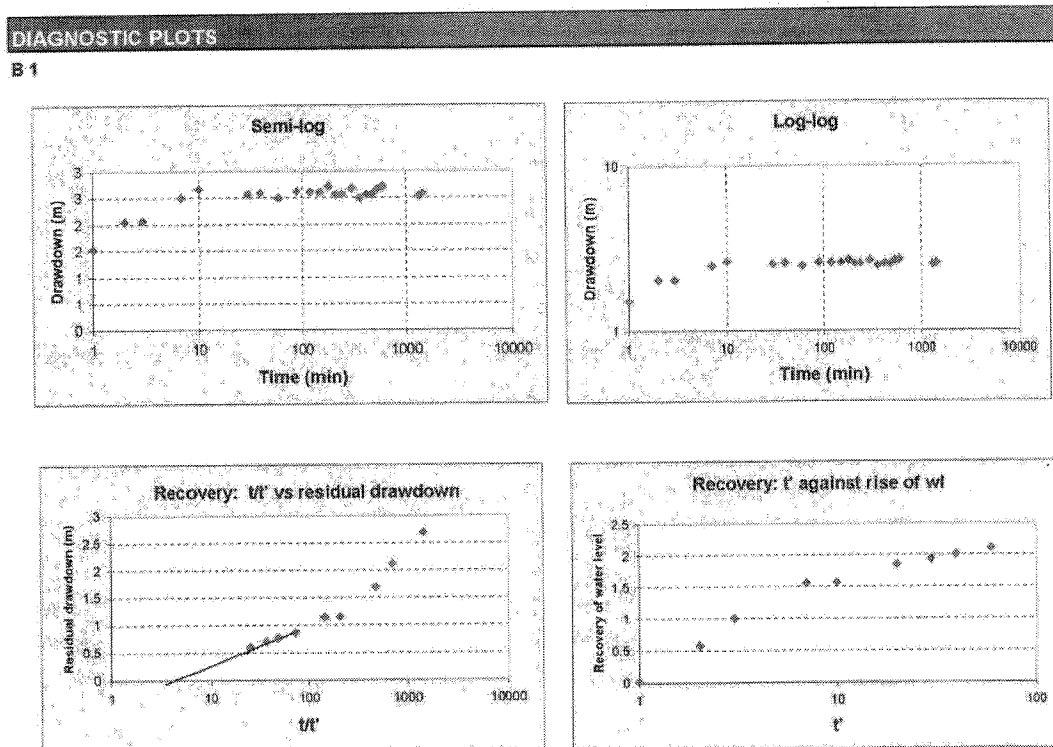 DIAGNOSTIC PLOTS
B 1
Semi-log
Drawdown (m)
3
3
2
2
1
1
0
1 10 100 1000 10000
Time (min)
Log-log
Drawdown (m)
10
1
1 10 100 1000 10000
Time (min)
Recovery: t/t' vs residual drawdown
Residual drawdown (m)
3
2.5
2
1.5
1
0.5
0
1 10 100 1000 10000
t/t'
Recovery: t' against rise of wl
Recovery of water level
2.5
2
1.5
1
0.5
0
1 10 100
t'